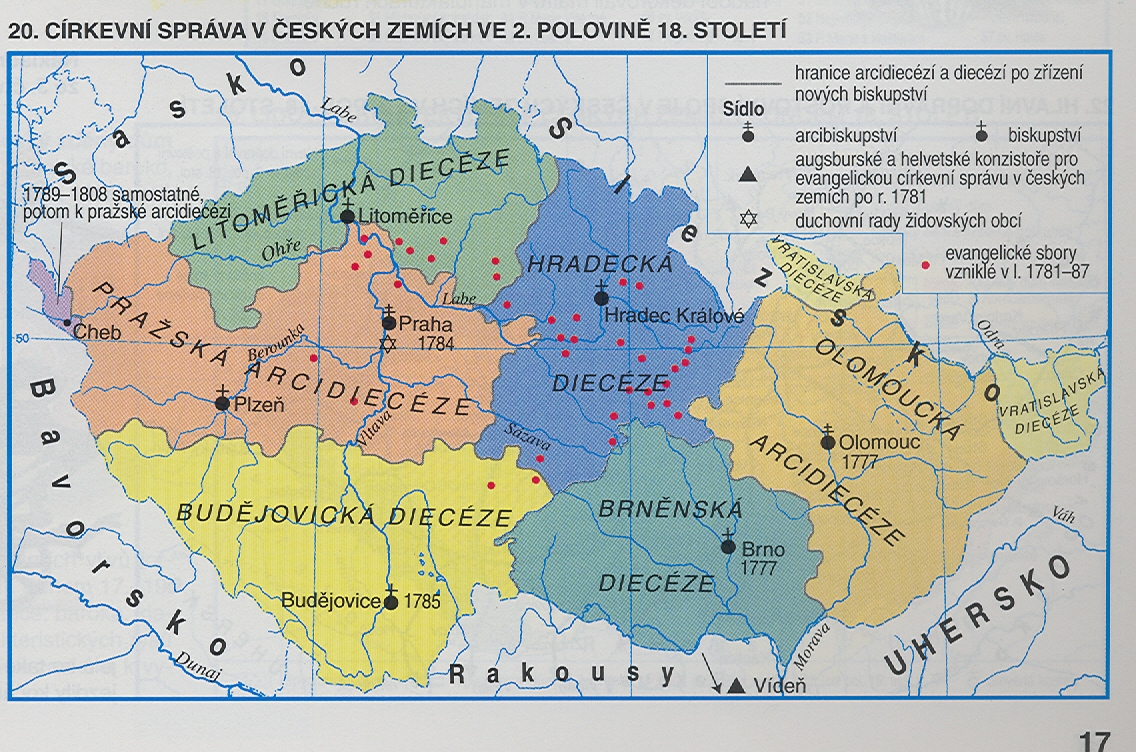 20. CÍRKEVNÍ SPRÁVA V ČESKÝCH ZEMÍCH VE 2. POLOVINĚ 18. STOLETÍ
hranice arcidiecézí a diecézí po zřízení
nových biskupství
Sídlo
arcibiskupství
biskupství
augsburské a helvetské konzistoře pro
evangelickou církevní správu v českých
zemích po r. 1781
duchovní rady židovských obcí
evangelické sbory
vzniklé v l. 1781–87
Sasko
Labe
Slezsko
1789–1808 samostatné,
potom k pražské arcidiecézi
LITOMĚŘICKÁ DIECÉZE
Litoměřice
Ohře
HRADECKÁ
DIECÉZE
Hradec Králové
VRATISLAVSKÁ
DIECÉZE
Labe
Cheb
PRAŽSKÁ ARCIDIECÉZE
Praha
1784
Berounka
50
Odra
OLOMOUCKÁ
ARCIDIECÉZE
VRATISLAVSKÁ
DIECÉZE
Plzeň
Vltava
Sázava
Olomouc
1777
Bavorsko
BUDĚJOVICKÁ DIECÉZE
BRNĚNSKÁ
DIECÉZE
Brno
1777
Váh
Budějovice
1785
UHERSKO
Dunaj
Rakousy
Morava
Vídeň
17